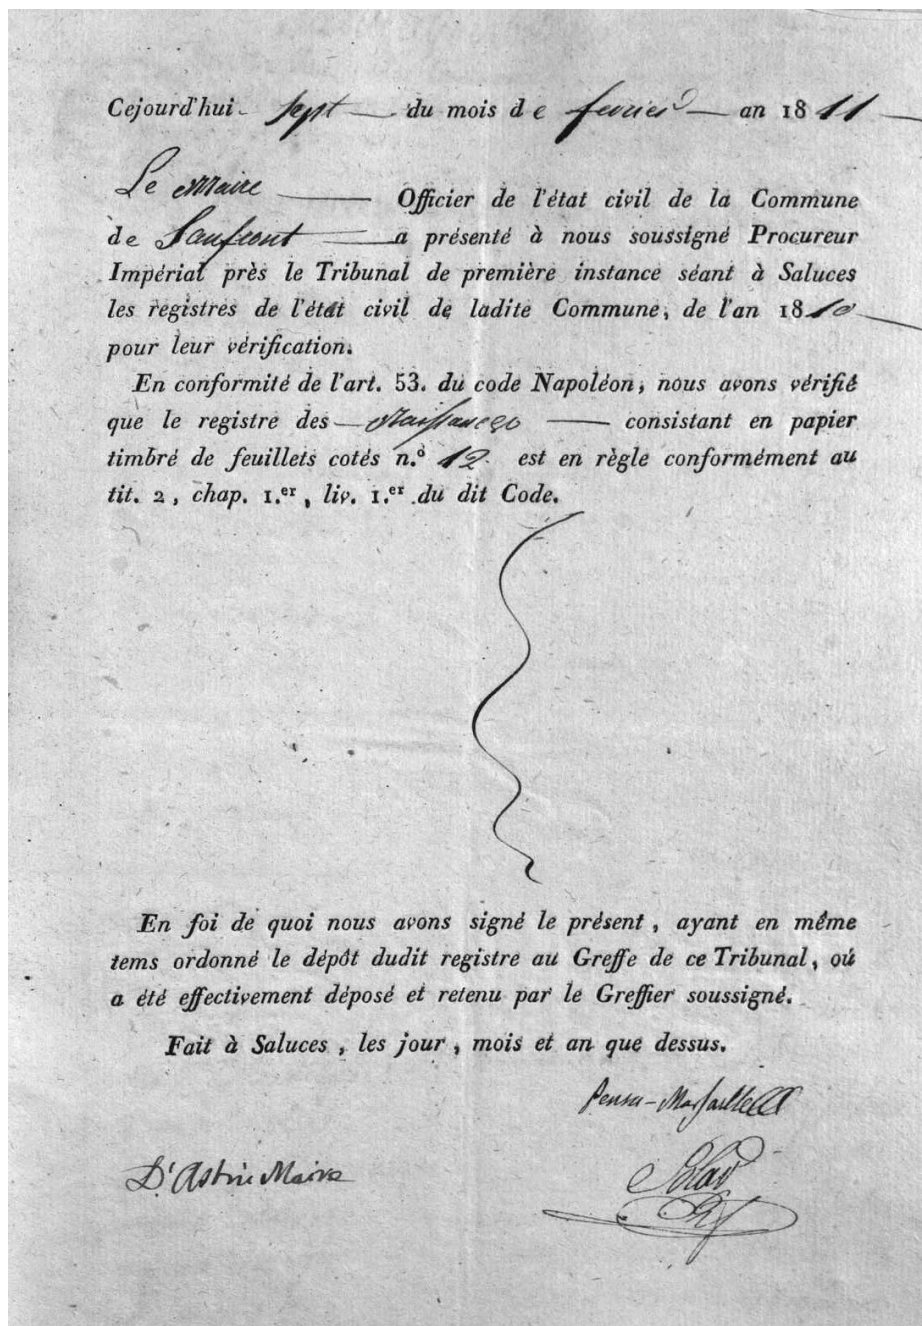 Cejourd'hui sept du mois de fevrier an 1811
Le Maire Officier de l'état civil de la Commune
de Sanfront a présenté à nous soussigné Procureur
Impérial près le Tribunal de première instance séant à Saluces
les registres de l'état civil de ladite Commune, de l'an 1810
pour leur vérification.
En conformité de l'art. 53. du code Napoléon, nous avons vérifié
que le registre des Naissances consistant en papier
timbré de feuillets cotés n.º 12 est en règle conformément au
tit. 2, chap. 1.er, liv. 1.er du dit Code.
En foi de quoi nous avons signé le présent, ayant en même
tems ordonné le dépôt dudit registre au Greffe de ce Tribunal, où
a été effectivement déposé et retenu par le Greffier soussigné.
Fait à Saluces, les jour, mois et an que dessus.
Pensa-Marsaille
D'Astrie Maire